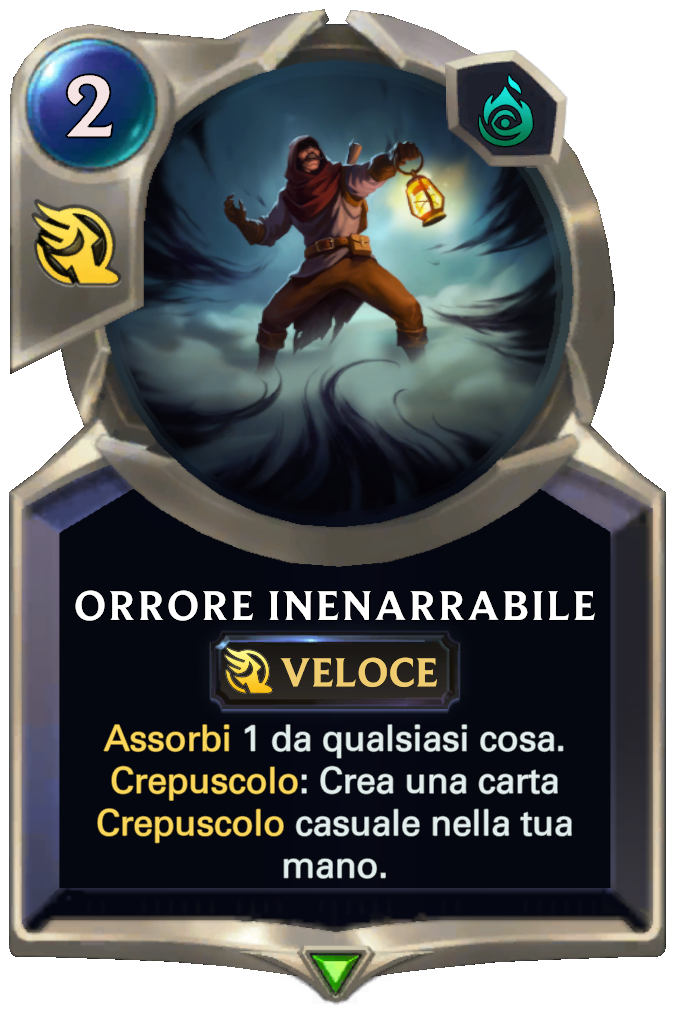 2
ORRORE INENARRABILE
VELOCE
Assorbi 1 da qualsiasi cosa.
Crepuscolo: Crea una carta
Crepuscolo casuale nella tua
mano.